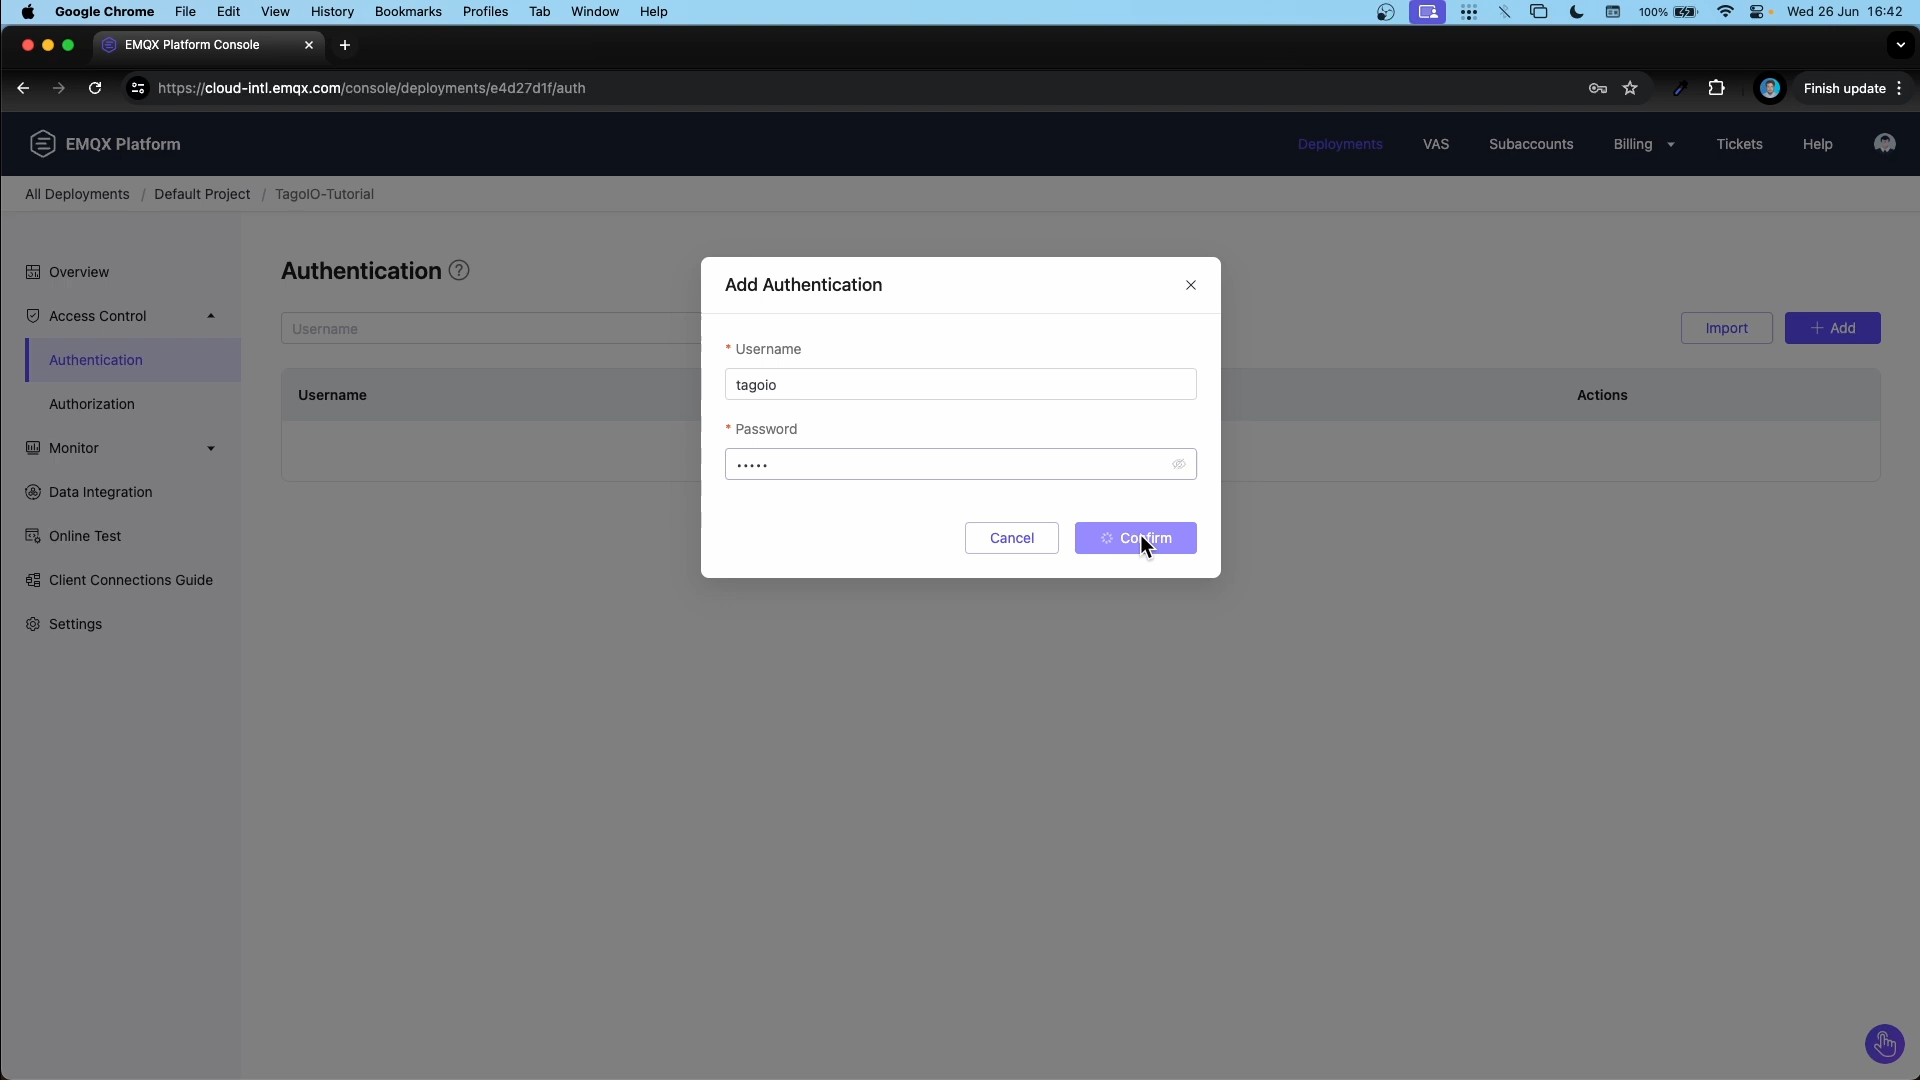 Google Chrome File Edit View History Bookmarks Profiles Tab Window Help 100% Wed 26 Jun 16:42
EMQX Platform Console
https://cloud-intl.emqx.com/console/deployments/e4d27d1f/auth Finish update
EMQX Platform Deployments VAS Subaccounts Billing Tickets Help
All Deployments / Default Project / TagoIO-Tutorial
Overview
Access Control
Authentication
Authorization
Monitor
Data Integration
Online Test
Client Connections Guide
Settings
Authentication ?
Username
Import + Add
Username Actions
Add Authentication
* Username
tagoio
* Password
•••••
Cancel Confirm